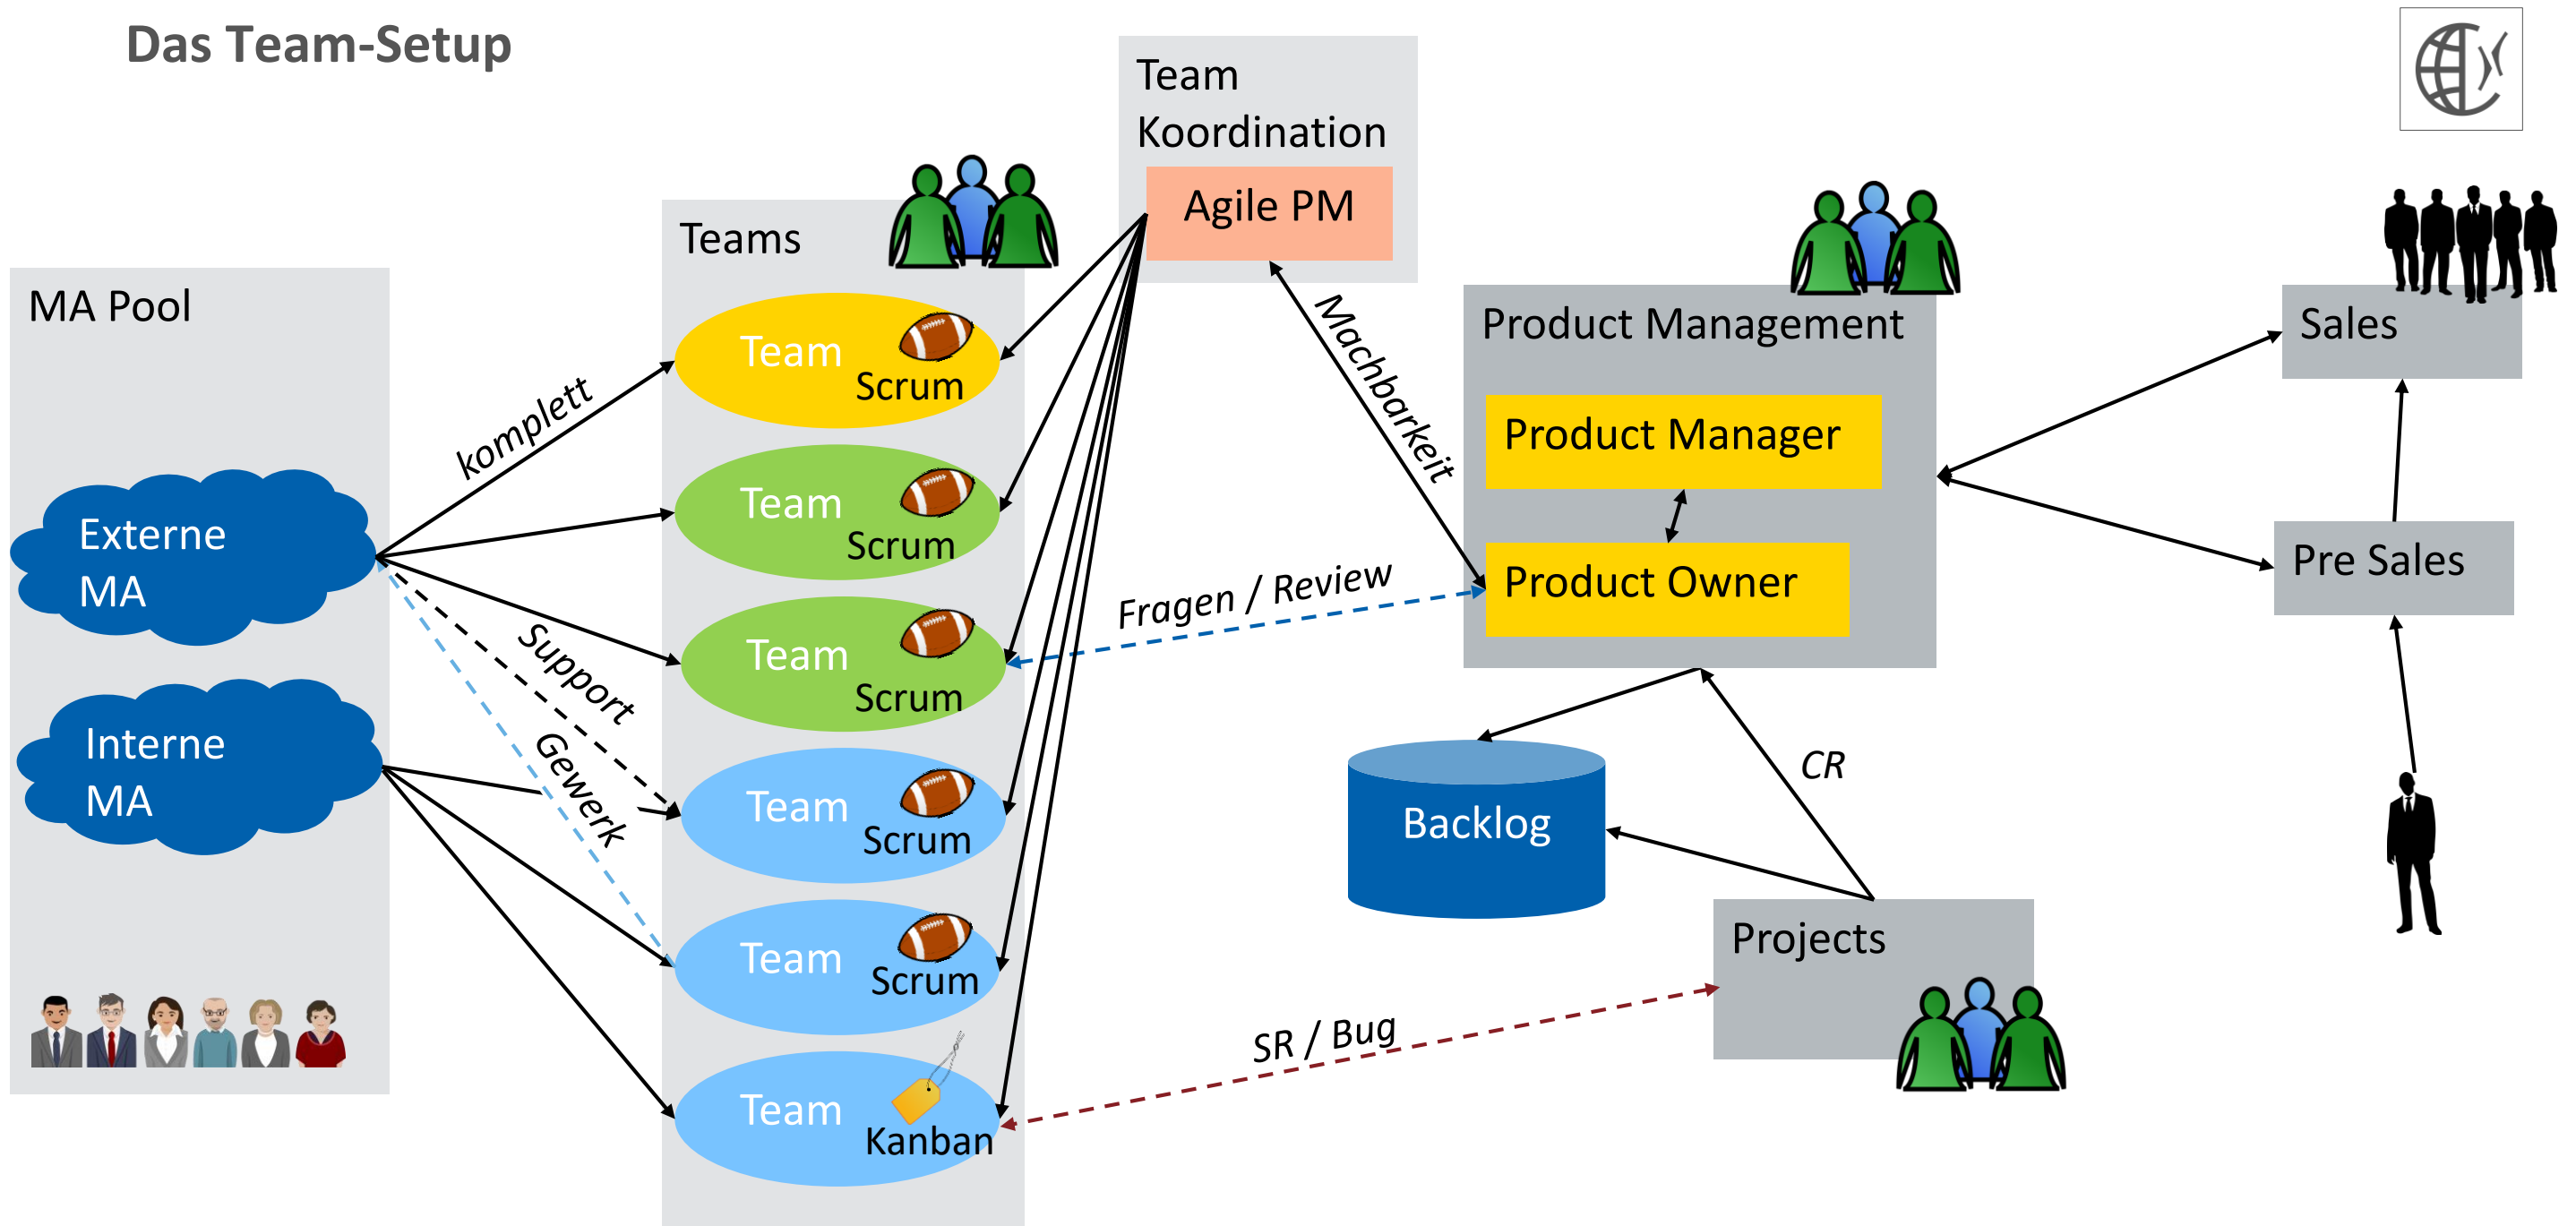 Das Team-Setup
MA Pool
Externe
MA
Interne
MA
komplett
Support
Gewerk
Teams
Team
Scrum
Team
Scrum
Team
Scrum
Team
Scrum
Team
Scrum
Team
Kanban
Team
Koordination
Agile PM
Machbarkeit
Fragen / Review
SR / Bug
Product Management
Product Manager
Product Owner
Backlog
CR
Projects
Sales
Pre Sales